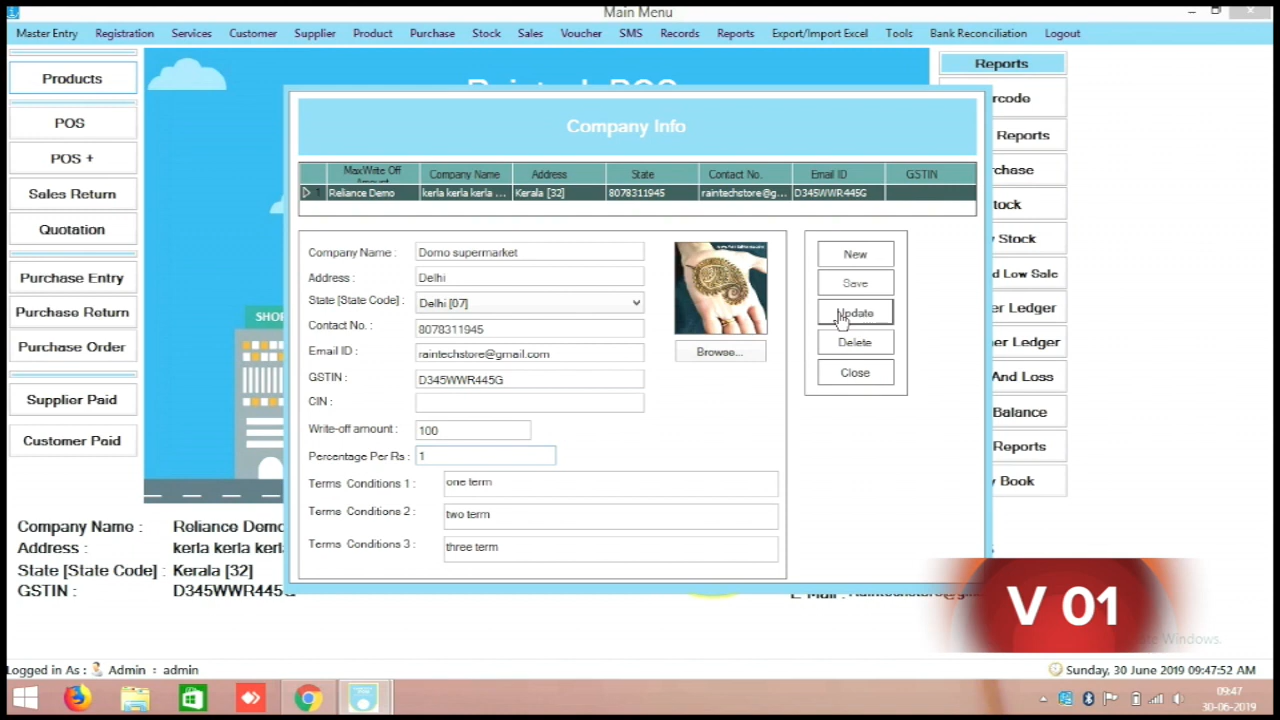 Main Menu
Master Entry Registration Services Customer Supplier Product Purchase Stock Sales Voucher SMS Records Reports Export/Import Excel Tools Bank Reconciliation Logout
Products
POS
POS +
Sales Return
Quotation
Purchase Entry
Purchase Return
Purchase Order
Supplier Paid
Customer Paid
SHOP
Company Info
MaxWrite Off Amount Company Name Address State Contact No. Email ID GSTIN
1 Reliance Demo kerla kerla kerla ... Kerala [32] 8078311945 raintechstore@g... D345WWR445G
Company Name : Domo supermarket
Address : Delhi
State [State Code] : Delhi [07]
Contact No. : 8078311945
Email ID : raintechstore@gmail.com
GSTIN : D345WWR445G
CIN :
Write-off amount : 100
Percentage Per Rs : 1
Terms Conditions 1 : one term
Terms Conditions 2 : two term
Terms Conditions 3 : three term
Browse...
New
Save
Update
Delete
Close
Reports
rcode
Reports
rchase
tock
Stock
d Low Sale
er Ledger
er Ledger
And Loss
Balance
Reports
Book
Company Name : Reliance Demo
Address : kerla kerla kerl
State [State Code] : Kerala [32]
GSTIN : D345WWR445G
V 01
Logged in As : Admin : admin
Sunday, 30 June 2019 09:47:52 AM
09:47
30-06-2019